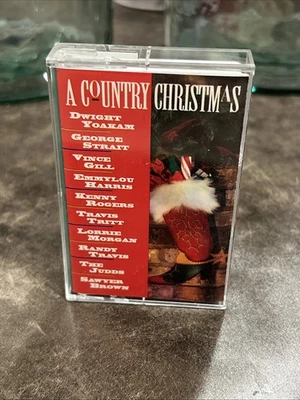 A COUNTRY CHRISTMAS
DWIGHT
YOAKAM
GEORGE
STRAIT
VINCE
GILL
EMMYLOU
HARRIS
KENNY
ROGERS
TRAVIS
TRITT
LORRIE
MORGAN
RANDY
TRAVIS
THE
JUDDS
SAWYER
BROWN